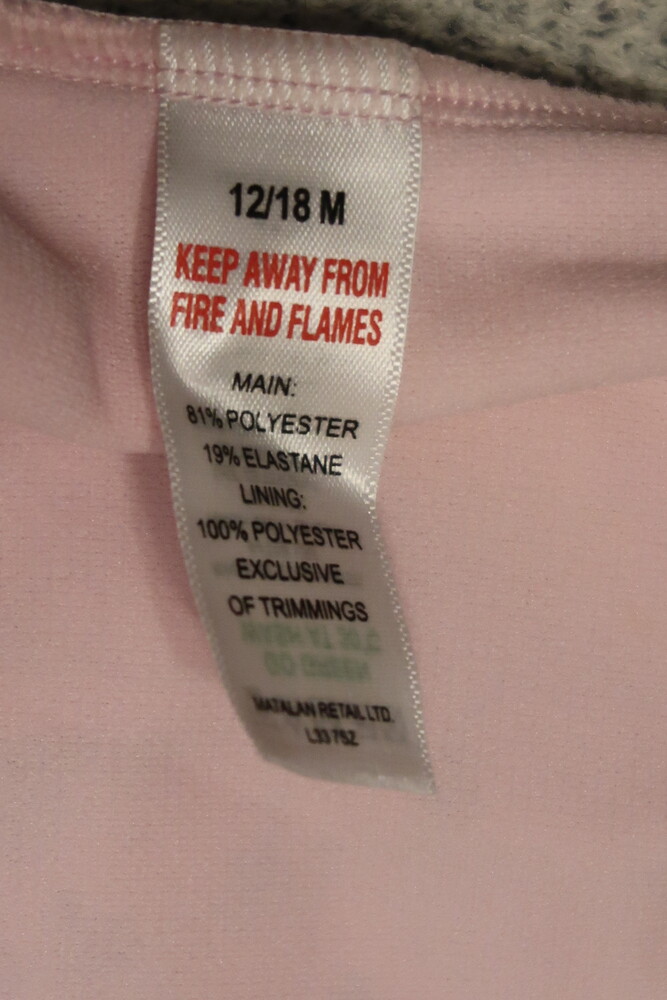 12/18 M
KEEP AWAY FROM
FIRE AND FLAMES
MAIN:
81% POLYESTER
19% ELASTANE
LINING:
100% POLYESTER
EXCLUSIVE
OF TRIMMINGS
MATALAN RETAIL LTD.
L33 7SZ